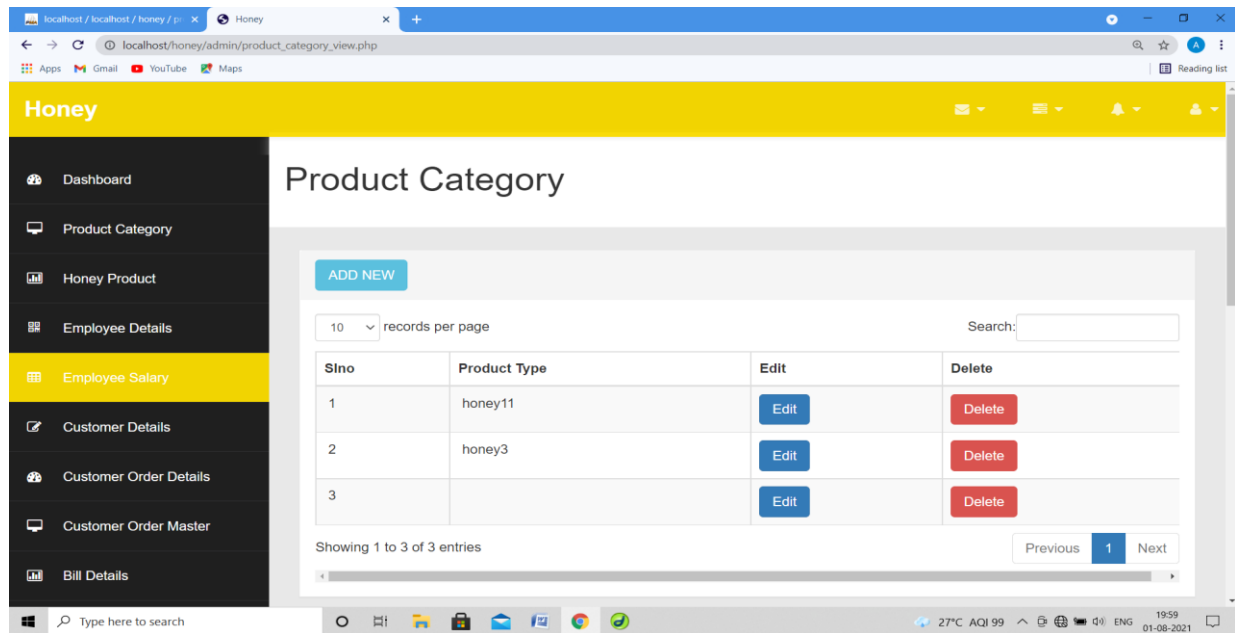 localhost / localhost / honey / p
Honey
localhost/honey/admin/product_category_view.php
A
Apps
Gmail
YouTube
Maps
Reading list
Honey
Dashboard
Product Category
Honey Product
Employee Details
Employee Salary
Customer Details
Customer Order Details
Customer Order Master
Bill Details
Product Category
ADD NEW
10 records per page
Search:
Slno Product Type Edit Delete
1 honey11 Edit Delete
2 honey3 Edit Delete
3 Edit Delete
Showing 1 to 3 of 3 entries
Previous 1 Next
Type here to search
27°C AQI 99
ENG
19:59
01-08-2021